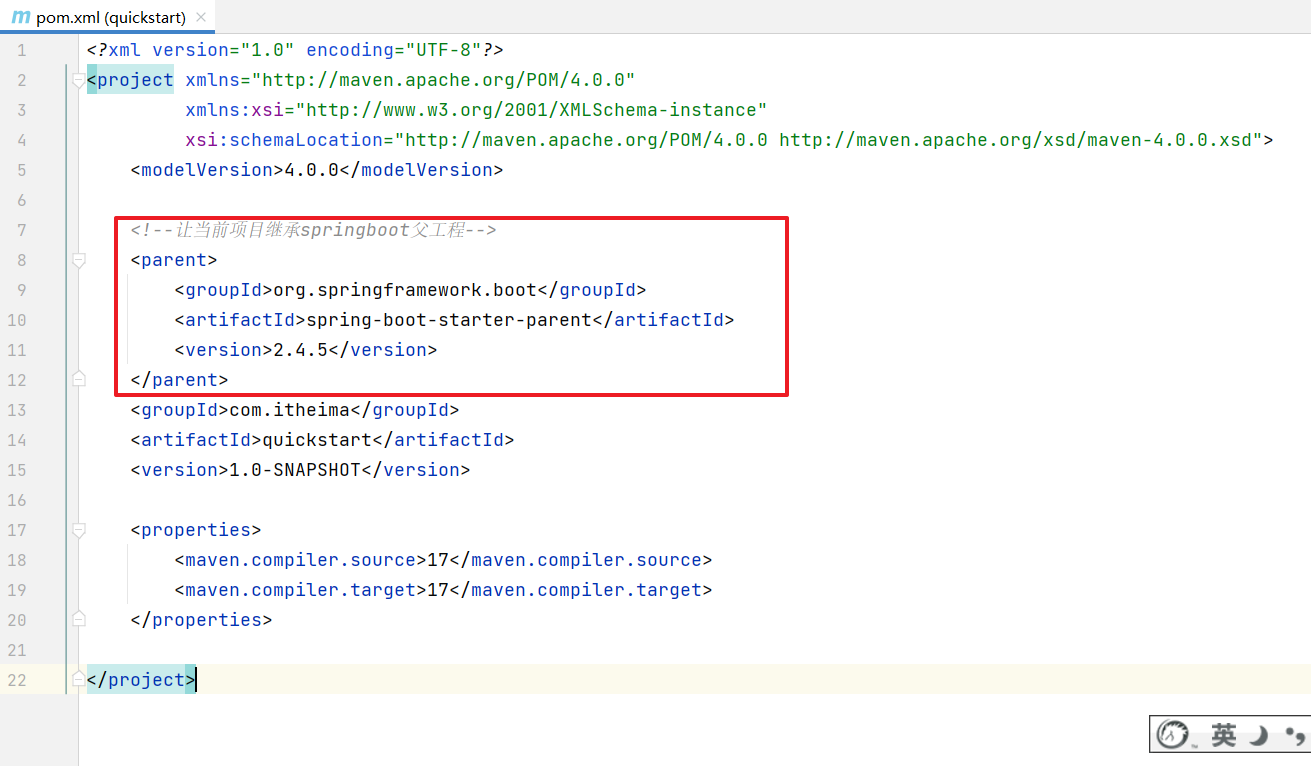 m pom.xml (quickstart) ×
1 <?xml version="1.0" encoding="UTF-8"?>
2 <project xmlns="http://maven.apache.org/POM/4.0.0"
3 xmlns:xsi="http://www.w3.org/2001/XMLSchema-instance"
4 xsi:schemaLocation="http://maven.apache.org/POM/4.0.0 http://maven.apache.org/xsd/maven-4.0.0.xsd">
5 <modelVersion>4.0.0</modelVersion>
6
7 <!--让当前项目继承springboot父工程-->
8 <parent>
9 <groupId>org.springframework.boot</groupId>
10 <artifactId>spring-boot-starter-parent</artifactId>
11 <version>2.4.5</version>
12 </parent>
13 <groupId>com.itheima</groupId>
14 <artifactId>quickstart</artifactId>
15 <version>1.0-SNAPSHOT</version>
16
17 <properties>
18 <maven.compiler.source>17</maven.compiler.source>
19 <maven.compiler.target>17</maven.compiler.target>
20 </properties>
21
22 </project>
英